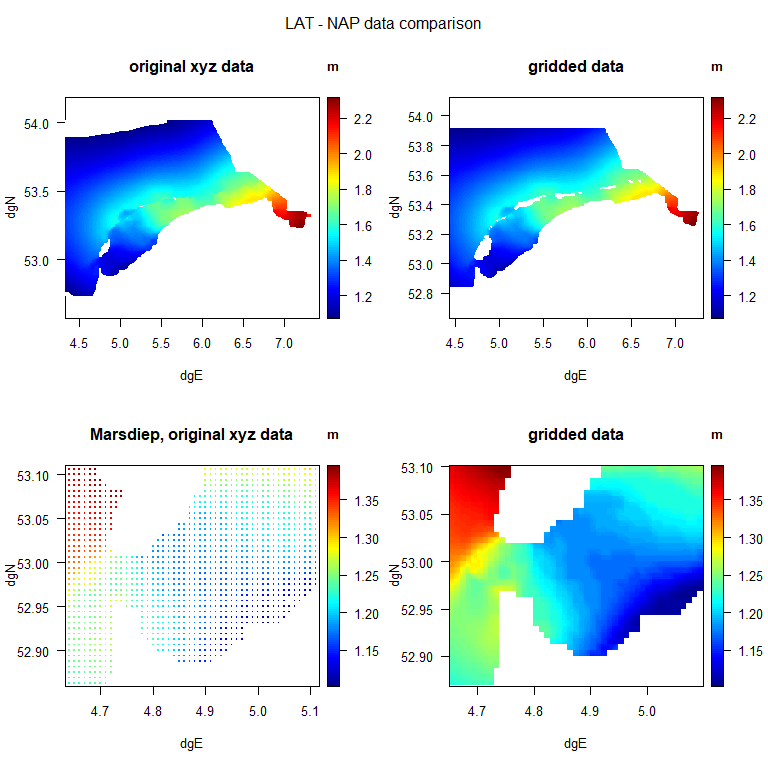 LAT - NAP data comparison
original xyz data
m
54.0
53.5
53.0
dgN
4.5 5.0 5.5 6.0 6.5 7.0
dgE
2.2
2.0
1.8
1.6
1.4
1.2
gridded data
m
54.0
53.8
53.6
53.4
53.2
53.0
52.8
dgN
4.5 5.0 5.5 6.0 6.5 7.0
dgE
2.2
2.0
1.8
1.6
1.4
1.2
Marsdiep, original xyz data
m
53.10
53.05
53.00
52.95
52.90
dgN
4.7 4.8 4.9 5.0 5.1
dgE
1.35
1.30
1.25
1.20
1.15
gridded data
m
53.10
53.05
53.00
52.95
52.90
dgN
4.7 4.8 4.9 5.0
dgE
1.35
1.30
1.25
1.20
1.15